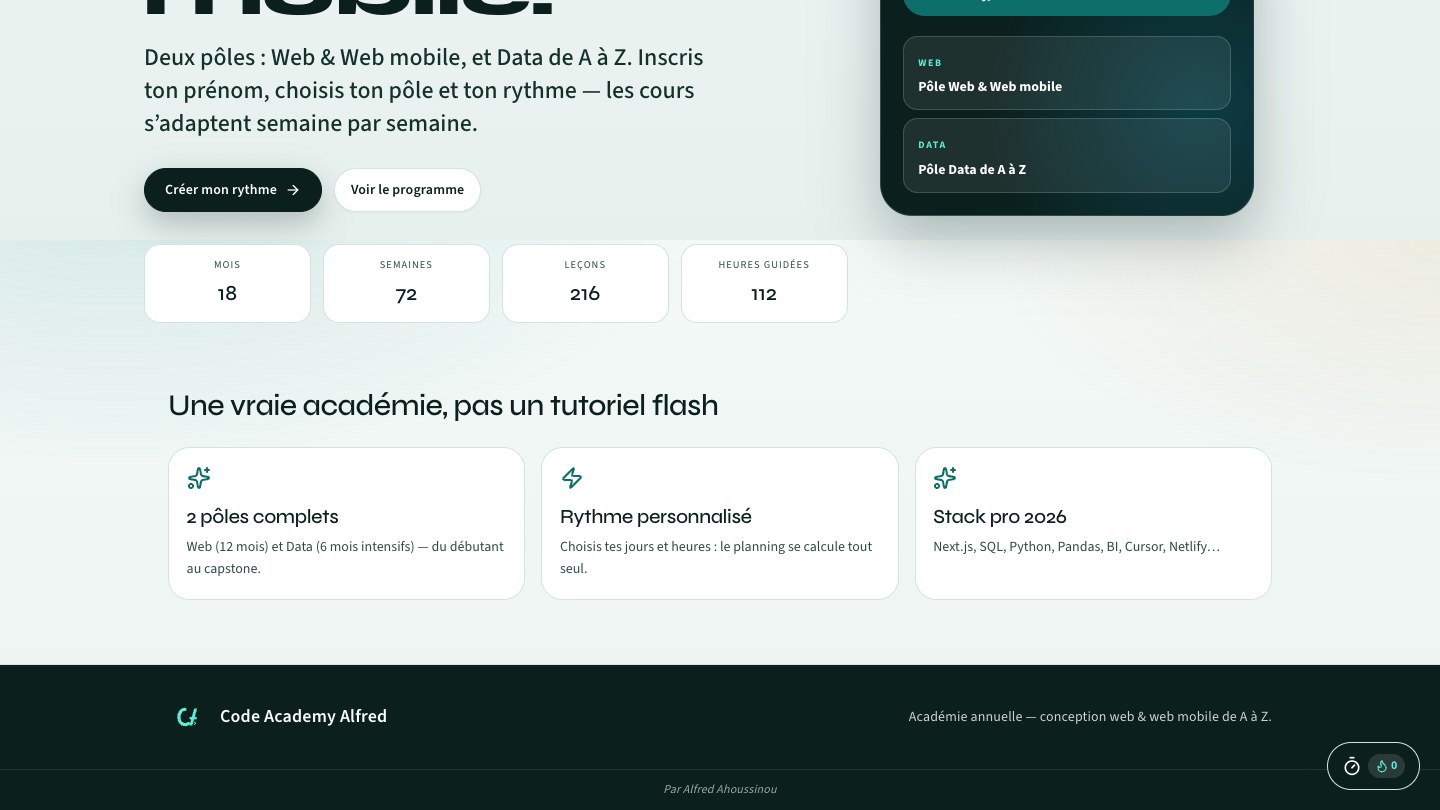 mobile.
Deux pôles : Web & Web mobile, et Data de A à Z. Inscris
ton prénom, choisis ton pôle et ton rythme — les cours
s’adaptent semaine par semaine.
Créer mon rythme
Voir le programme
WEB
Pôle Web & Web mobile
DATA
Pôle Data de A à Z
MOIS
18
SEMAINES
72
LEÇONS
216
HEURES GUIDÉES
112
Une vraie académie, pas un tutoriel flash
2 pôles complets
Web (12 mois) et Data (6 mois intensifs) — du débutant
au capstone.
Rythme personnalisé
Choisis tes jours et heures : le planning se calcule tout
seul.
Stack pro 2026
Next.js, SQL, Python, Pandas, BI, Cursor, Netlify…
Code Academy Alfred
Académie annuelle — conception web & web mobile de A à Z.
0
Par Alfred Ahoussinou